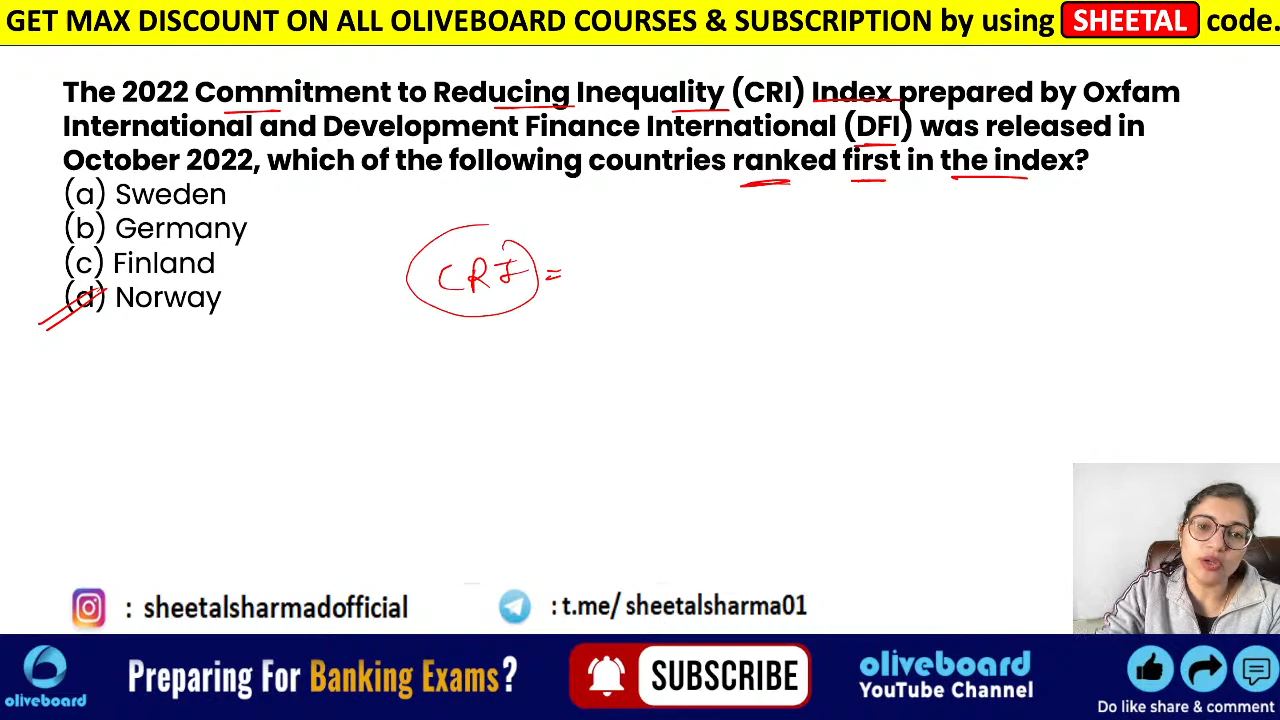 GET MAX DISCOUNT ON ALL OLIVEBOARD COURSES & SUBSCRIPTION by using SHEETAL code.
The 2022 Commitment to Reducing Inequality (CRI) Index prepared by Oxfam
International and Development Finance International (DFI) was released in
October 2022, which of the following countries ranked first in the index?
(a) Sweden
(b) Germany
(c) Finland
(d) Norway
CRI =
: sheetalsharmadofficial
: t.me/ sheetalsharma01
oliveboard
Preparing For Banking Exams?
SUBSCRIBE
oliveboard
YouTube Channel
Do like share & comment